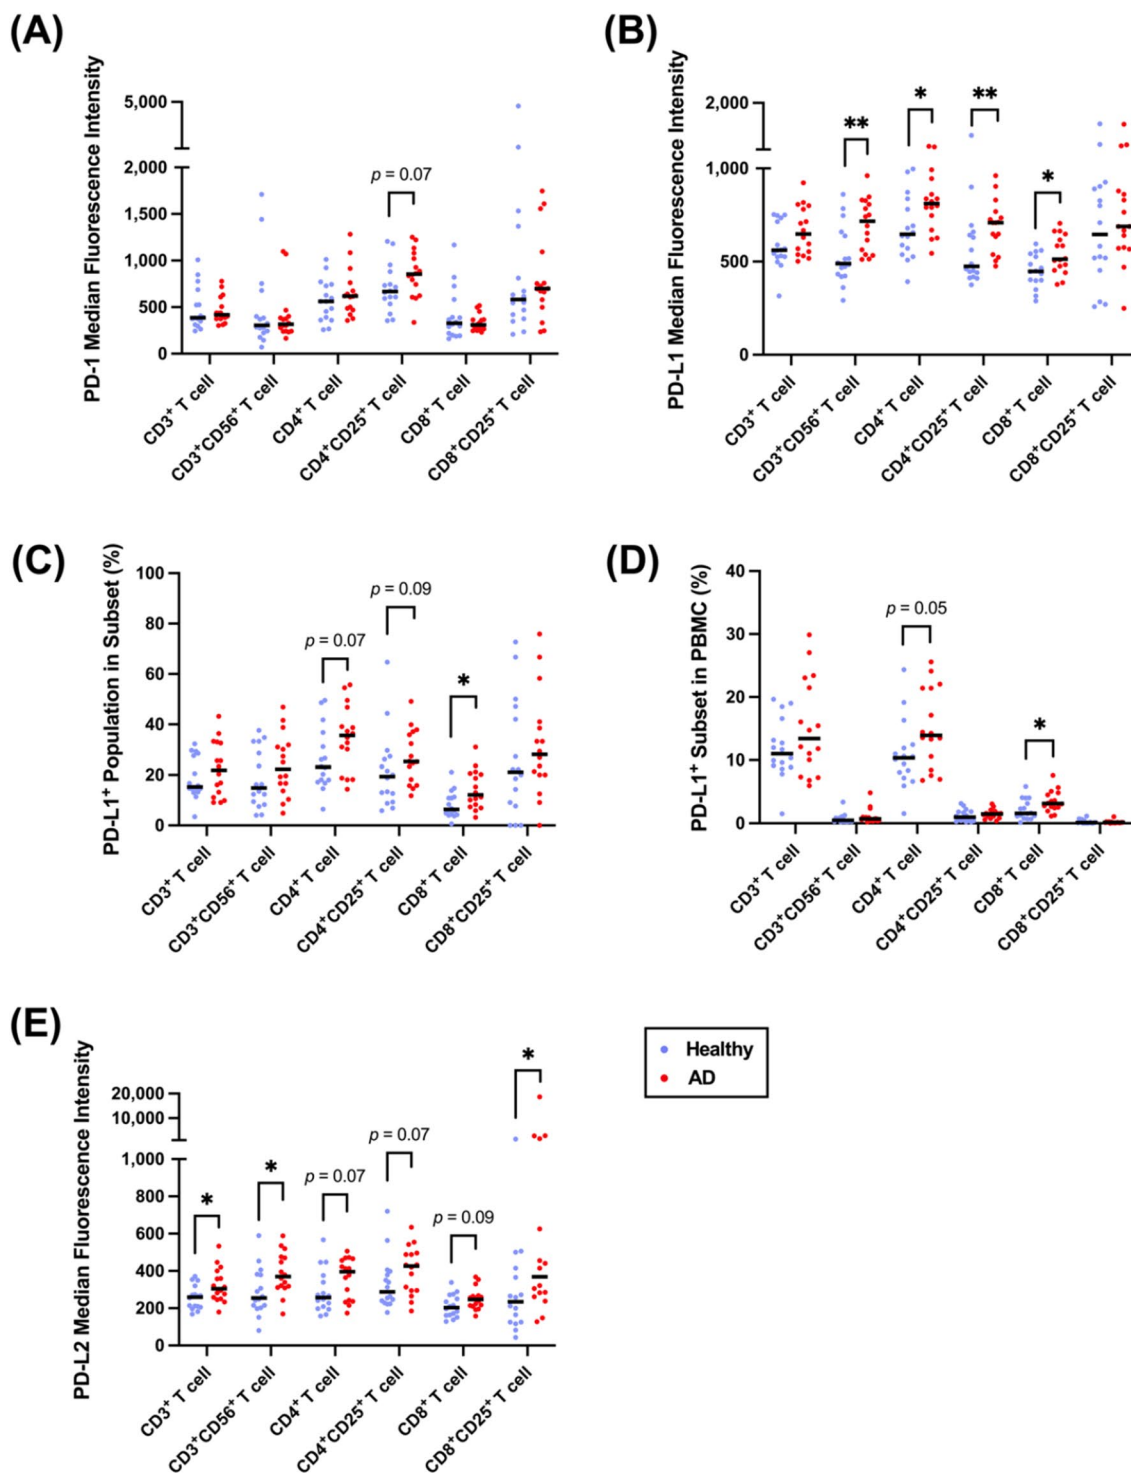 (A)
PD-1 Median Fluorescence Intensity
5,000
2,000
1,500
1,000
500
0
p = 0.07
CD3⁺ T cell
CD3⁺CD56⁺ T cell
CD4⁺ T cell
CD4⁺CD25⁺ T cell
CD8⁺ T cell
CD8⁺CD25⁺ T cell
(B)
PD-L1 Median Fluorescence Intensity
2,000
1,000
500
0
**
*
**
*
CD3⁺ T cell
CD3⁺CD56⁺ T cell
CD4⁺ T cell
CD4⁺CD25⁺ T cell
CD8⁺ T cell
CD8⁺CD25⁺ T cell
(C)
PD-L1⁺ Population in Subset (%)
100
80
60
40
20
0
p = 0.07
p = 0.09
*
CD3⁺ T cell
CD3⁺CD56⁺ T cell
CD4⁺ T cell
CD4⁺CD25⁺ T cell
CD8⁺ T cell
CD8⁺CD25⁺ T cell
(D)
PD-L1⁺ Subset in PBMC (%)
40
30
20
10
0
p = 0.05
*
CD3⁺ T cell
CD3⁺CD56⁺ T cell
CD4⁺ T cell
CD4⁺CD25⁺ T cell
CD8⁺ T cell
CD8⁺CD25⁺ T cell
(E)
PD-L2 Median Fluorescence Intensity
20,000
10,000
1,000
800
600
400
200
0
*
*
p = 0.07
p = 0.07
p = 0.09
*
CD3⁺ T cell
CD3⁺CD56⁺ T cell
CD4⁺ T cell
CD4⁺CD25⁺ T cell
CD8⁺ T cell
CD8⁺CD25⁺ T cell
Healthy
AD